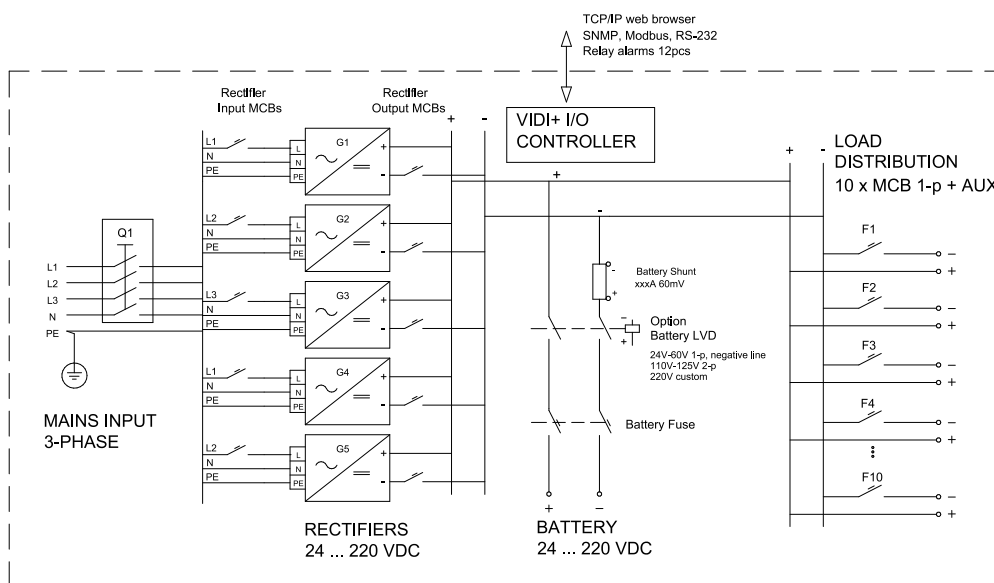 TCP/IP web browser
SNMP, Modbus, RS-232
Relay alarms 12pcs
Rectifier
Input MCBs
Rectifier
Output MCBs
+
-
VIDI+ I/O
CONTROLLER
+
-
LOAD
DISTRIBUTION
10 x MCB 1-p + AUX
L1
N
PE
L
N
PE
G1
+
-
L2
N
PE
L
N
PE
G2
+
-
L3
N
PE
L
N
PE
G3
+
-
L1
N
PE
L
N
PE
G4
+
-
L2
N
PE
L
N
PE
G5
+
-
Q1
L1
L2
L3
N
PE
MAINS INPUT
3-PHASE
RECTIFIERS
24 ... 220 VDC
+
-
-
+
Battery Shunt
xxxA 60mV
-
+
Option
Battery LVD
24V-60V 1-p, negative line
110V-125V 2-p
220V custom
Battery Fuse
+
-
BATTERY
24 ... 220 VDC
F1
-
+
F2
-
+
F3
-
+
F4
-
+
F10
-
+